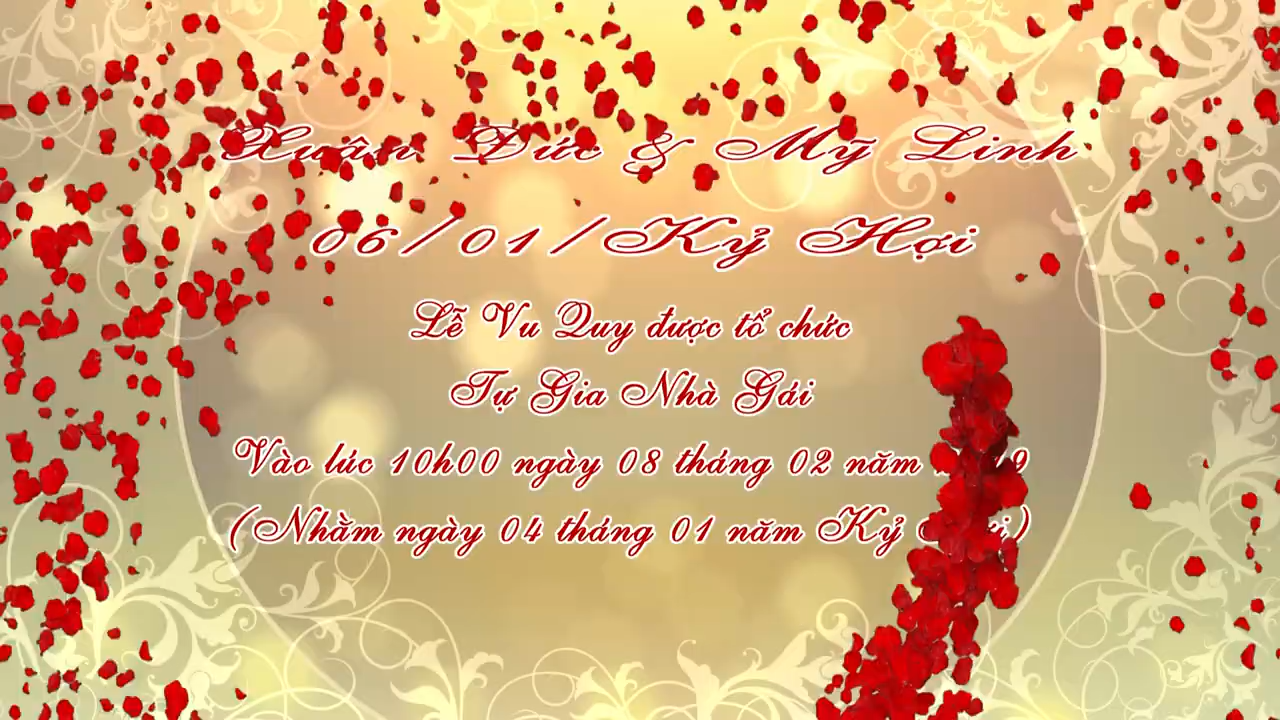 Xuân Đức & Mỹ Linh
06/01/Kỷ Hợi
Lễ Vu Quy được tổ chức
Tự Gia Nhà Gái
Vào lúc 10h00 ngày 08 tháng 02 năm
(Nhằm ngày 04 tháng 01 năm Kỷ